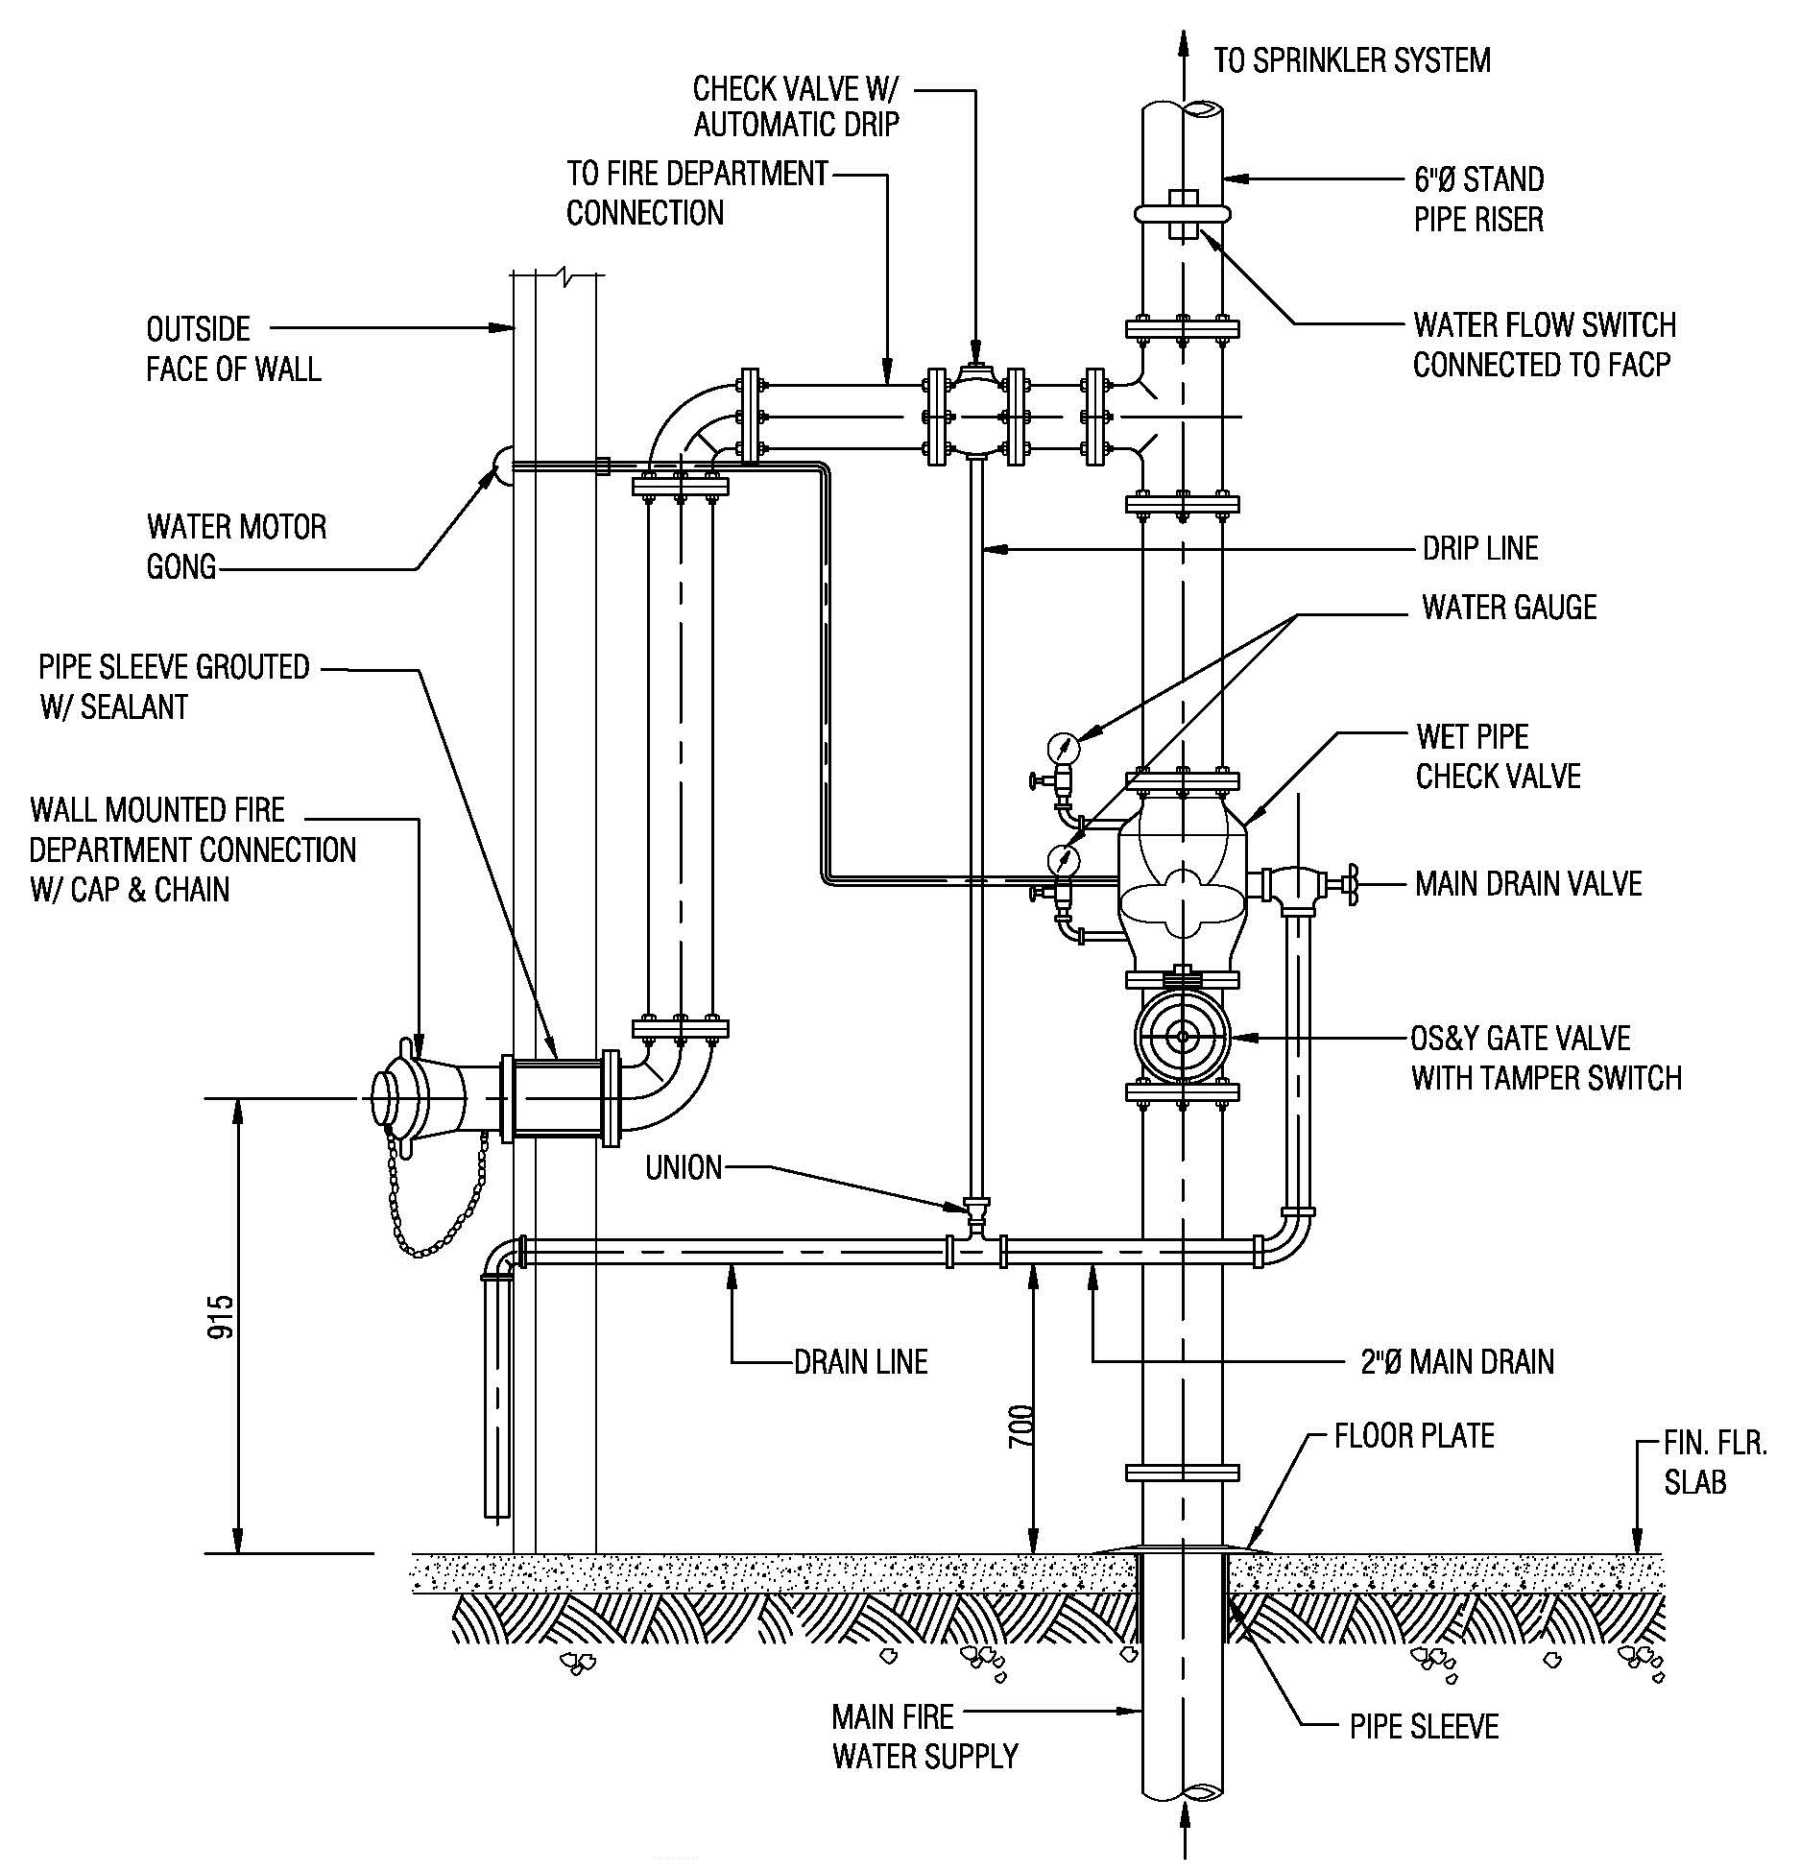 TO SPRINKLER SYSTEM
CHECK VALVE W/
AUTOMATIC DRIP
TO FIRE DEPARTMENT
CONNECTION
6"Ø STAND
PIPE RISER
OUTSIDE
FACE OF WALL
WATER FLOW SWITCH
CONNECTED TO FACP
WATER MOTOR
GONG
DRIP LINE
WATER GAUGE
PIPE SLEEVE GROUTED
W/ SEALANT
WET PIPE
CHECK VALVE
WALL MOUNTED FIRE
DEPARTMENT CONNECTION
W/ CAP & CHAIN
MAIN DRAIN VALVE
OS&Y GATE VALVE
WITH TAMPER SWITCH
UNION
915
DRAIN LINE
2"Ø MAIN DRAIN
700
FLOOR PLATE
FIN. FLR.
SLAB
MAIN FIRE
WATER SUPPLY
PIPE SLEEVE